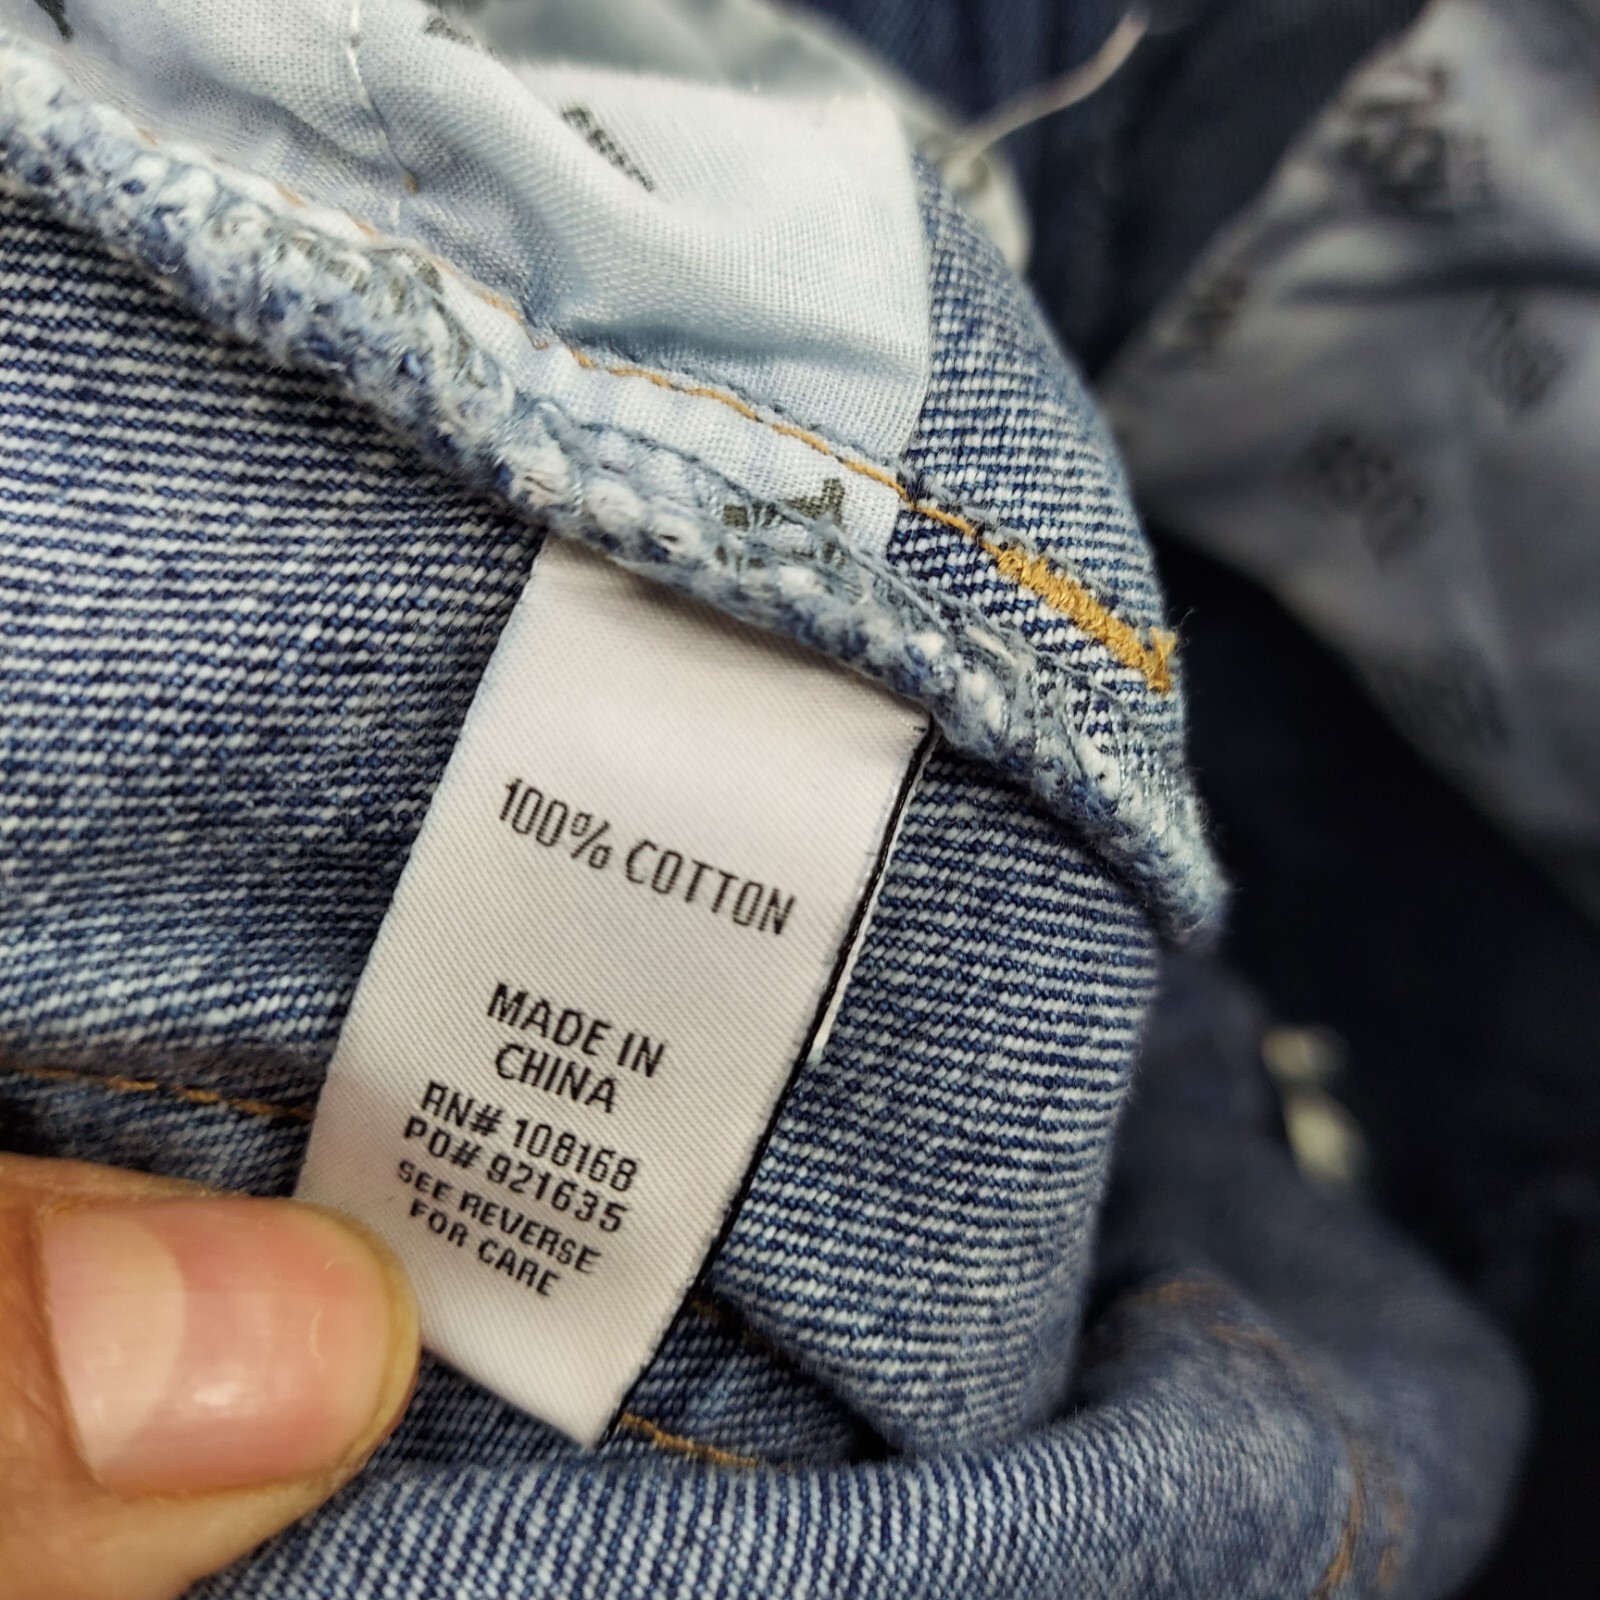 100% COTTON
MADE IN
CHINA
RN# 108168
PO# 921635
SEE REVERSE
FOR CARE